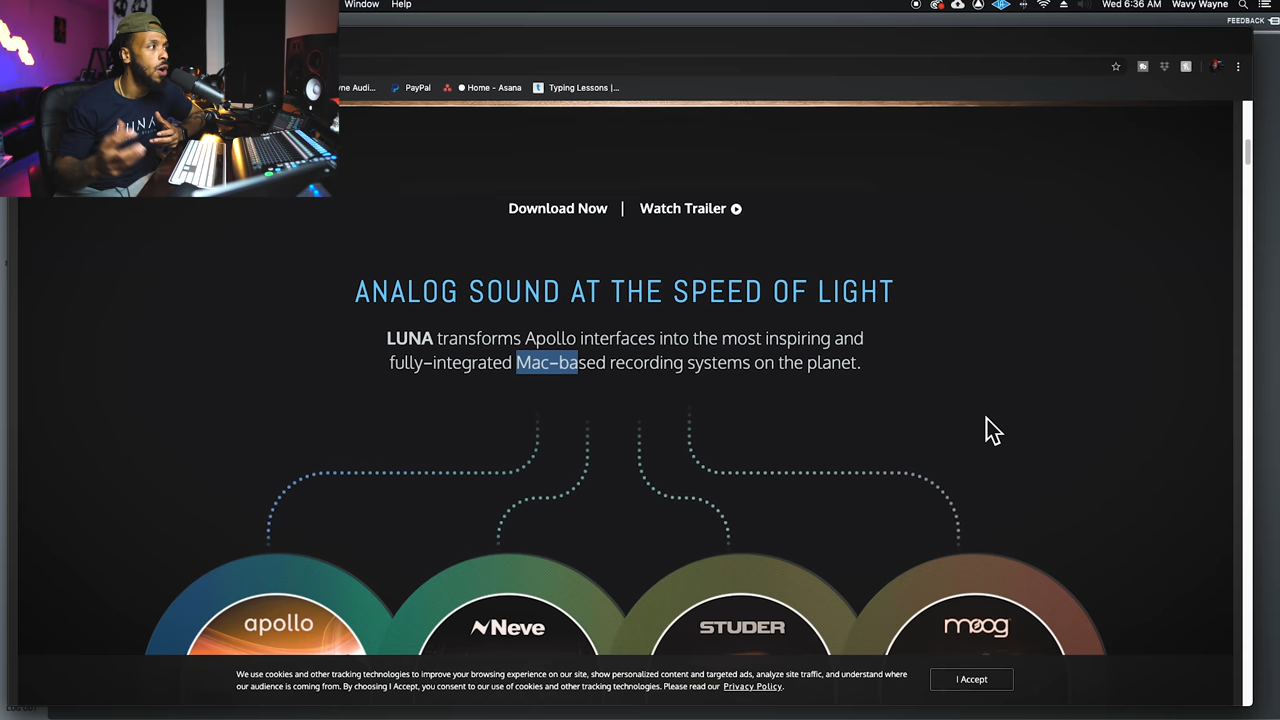 Window Help
Wed 6:36 AM Wavy Wayne
FEEDBACK
LUNA
yne Audi... PayPal Home - Asana Typing Lessons |...
Download Now | Watch Trailer
ANALOG SOUND AT THE SPEED OF LIGHT
LUNA transforms Apollo interfaces into the most inspiring and
fully-integrated Mac-based recording systems on the planet.
apollo
Neve
STUDER
moog
We use cookies and other tracking technologies to improve your browsing experience on our site, show personalized content and targeted ads, analyze site traffic, and understand where
our audience is coming from. By choosing I Accept, you consent to our use of cookies and other tracking technologies. Please read our Privacy Policy.
I Accept